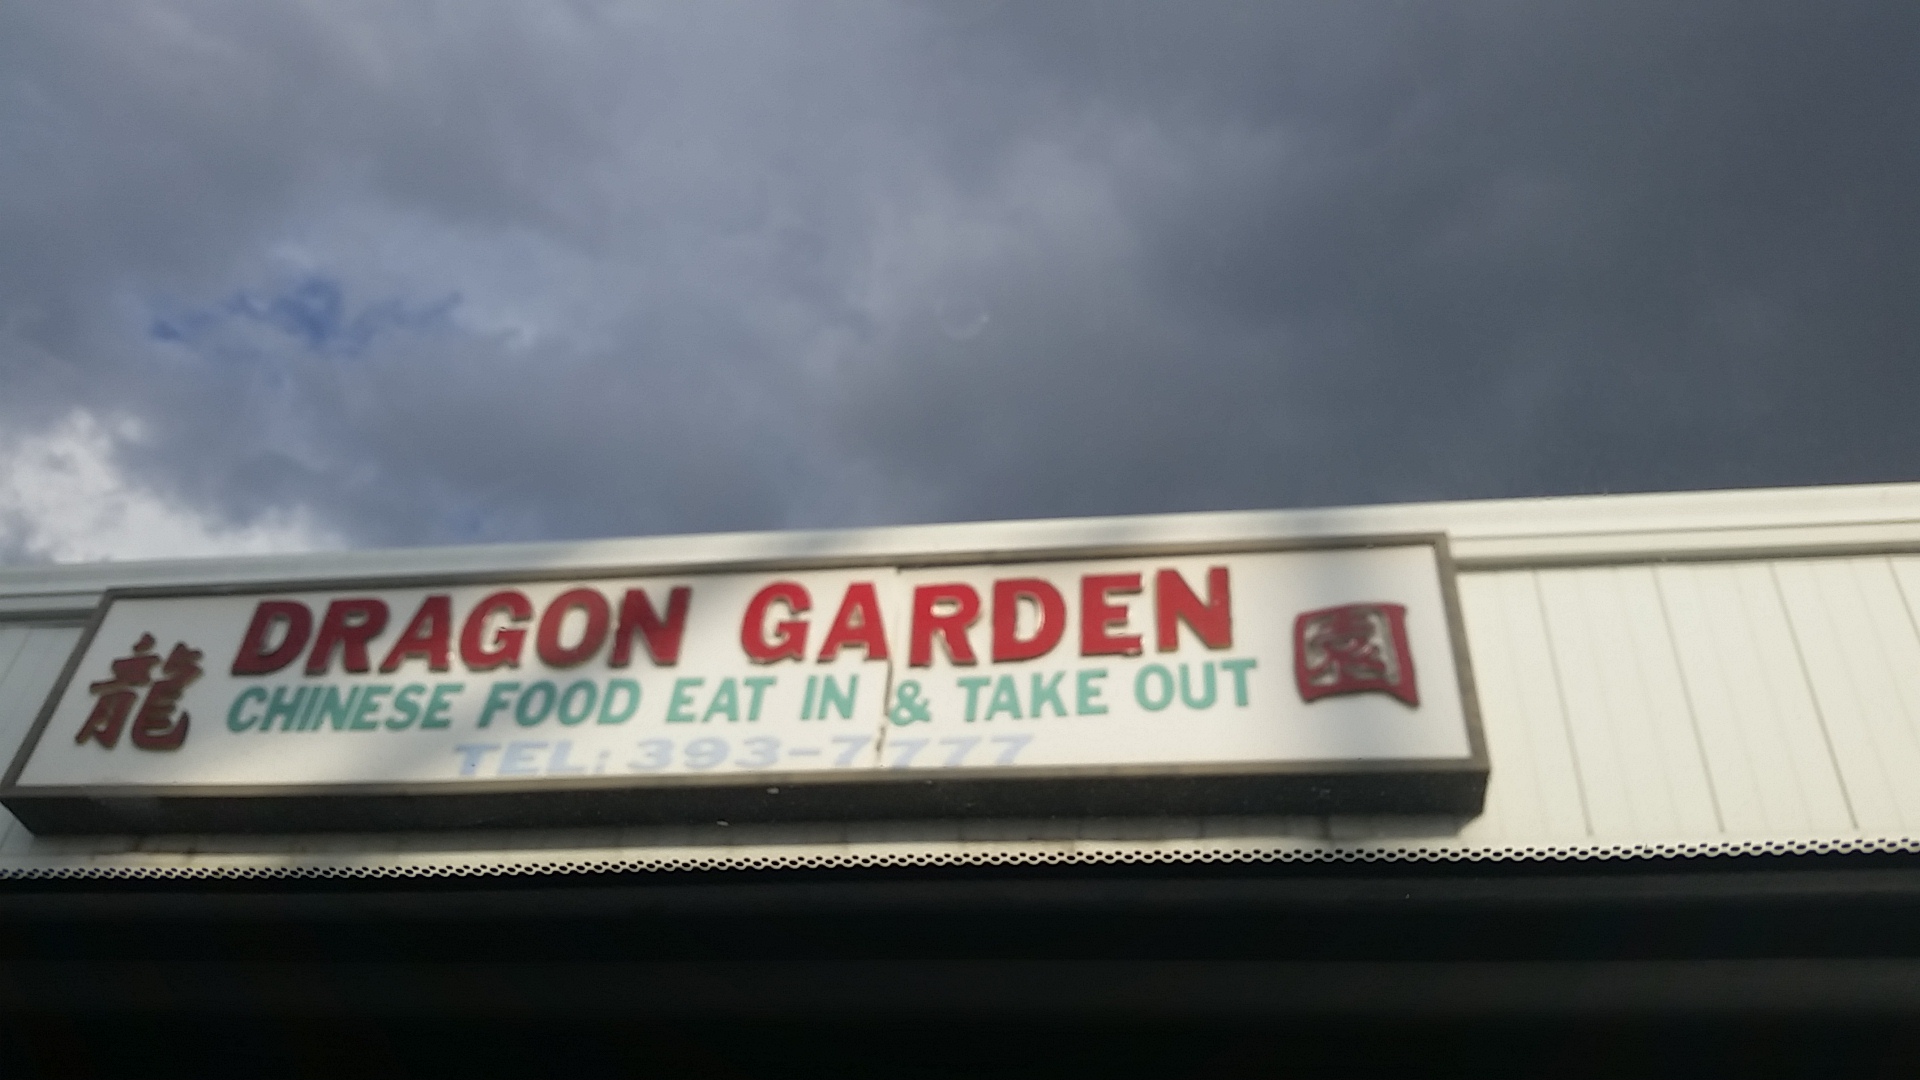 龍 DRAGON GARDEN 園
CHINESE FOOD EAT IN & TAKE OUT
TEL: 393-7777